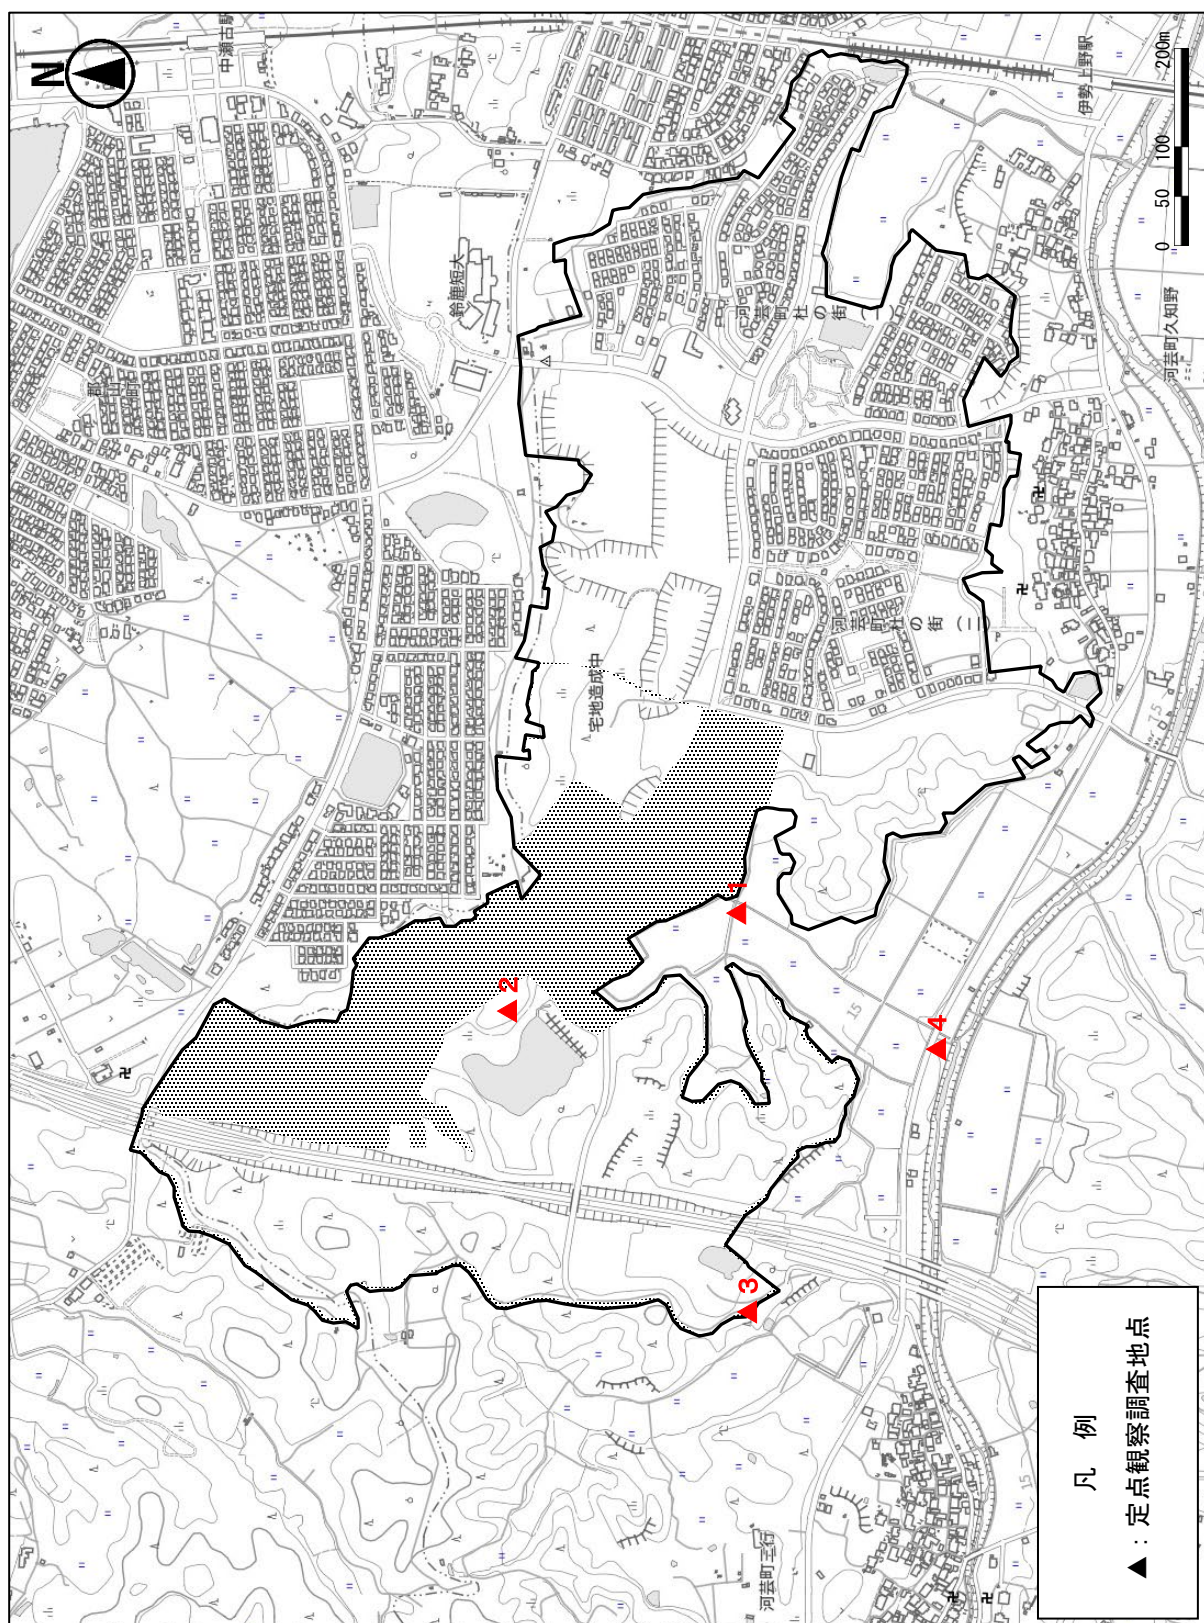 N
中瀬古駅
鈴鹿短大
伊勢上野駅
0 50 100 200m
河芸町杜の街(一)
河芸町久知野
河芸町杜の街(二)
宅地造成中
1
2
3
4
15
75
15
河芸町三行
凡 例
▲ : 定点観察調査地点